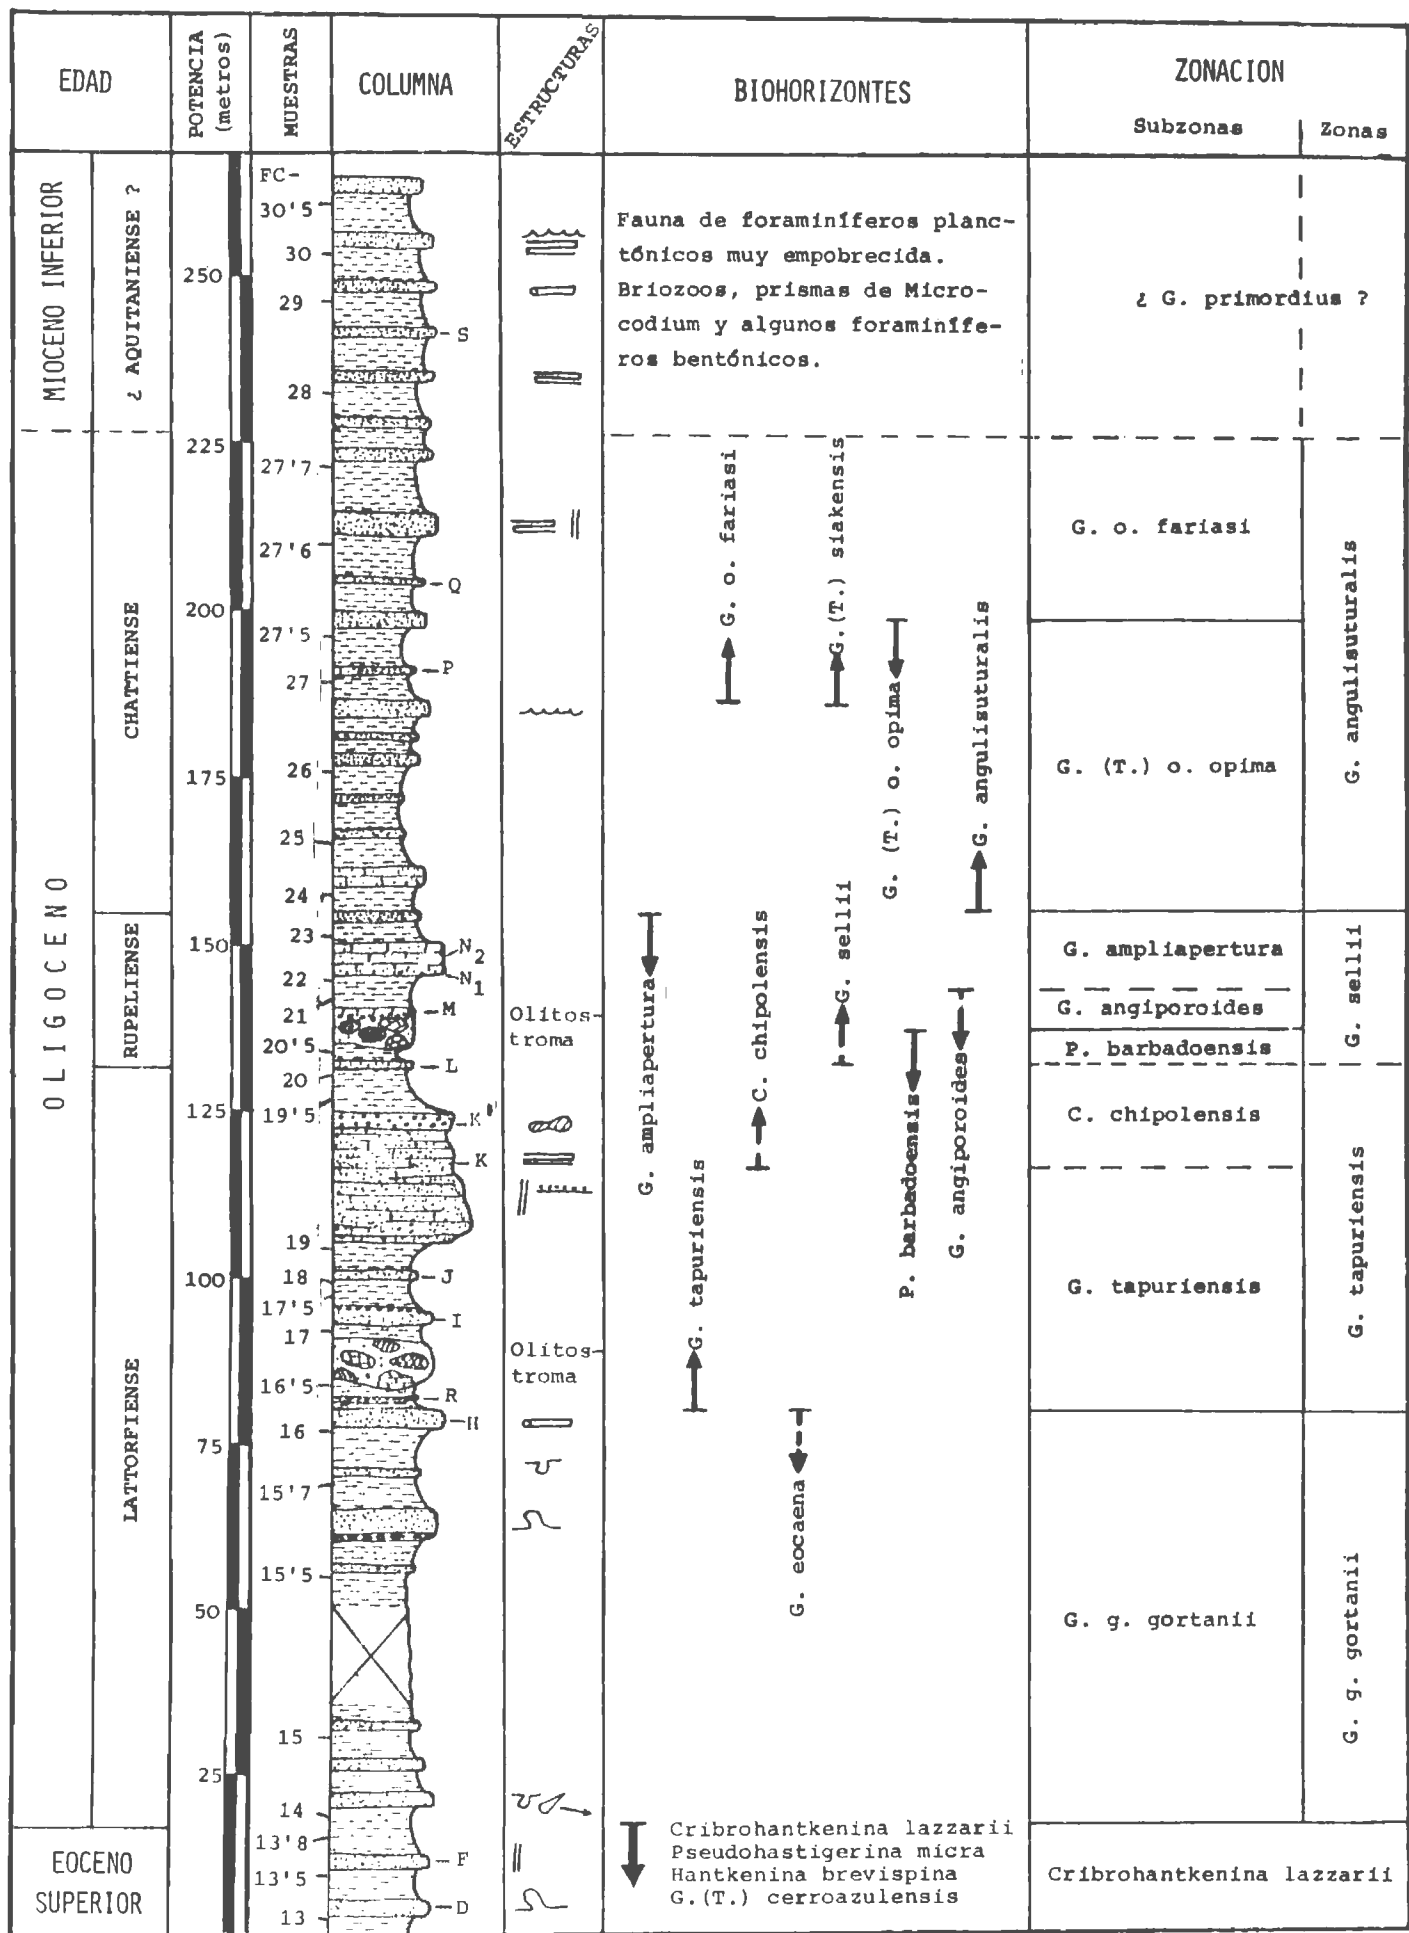 EDAD
POTENCIA
(metros)
MUESTRAS
COLUMNA
ESTRUCTURAS
BIOHORIZONTES
ZONACION
Subzonas
Zonas
MIOCENO INFERIOR
¿ AQUITANIENSE ?
OLIGOCENO
CHATTIENSE
RUPELIENSE
LATTORFIENSE
EOCENO
SUPERIOR
250
225
200
175
150
125
100
75
50
25
FC-
30'5
30
29
28
27'7
27'6
27'5
27
26
25
24
23
22
21
20'5
20
19'5
19
18
17'5
17
16'5
16
15'7
15'5
15
14
13'8
13'5
13
S
Q
P
N2
N1
M
L
K'
K
J
I
R
H
F
D
Olitos-
troma
Olitos-
troma
Fauna de foraminíferos planc-
tónicos muy empobrecida.
Briozoos, prismas de Micro-
codium y algunos foraminífe-
ros bentónicos.
G. o. fariasi
G.(T.) siakensis
G. (T.) o. opima
G. angulisuturalis
G. ampliapertura
C. chipolensis
G. sellii
P. barbadoensis
G. angiporoides
G. tapuriensis
G. eocaena
Cribrohantkenina lazzarii
Pseudohastigerina micra
Hantkenina brevispina
G.(T.) cerroazulensis
¿ G. primordius ?
G. o. fariasi
G. (T.) o. opima
G. ampliapertura
G. angiporoides
P. barbadoensis
C. chipolensis
G. tapuriensis
G. g. gortanii
Cribrohantkenina lazzarii
G. angulisuturalis
G. sellii
G. tapuriensis
G. g. gortanii